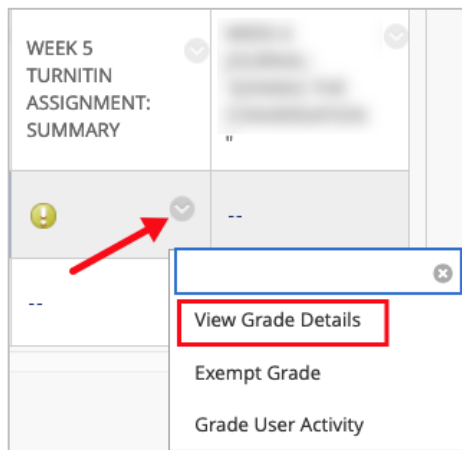 WEEK 5
TURNITIN
ASSIGNMENT:
SUMMARY
"
--
--
View Grade Details
Exempt Grade
Grade User Activity